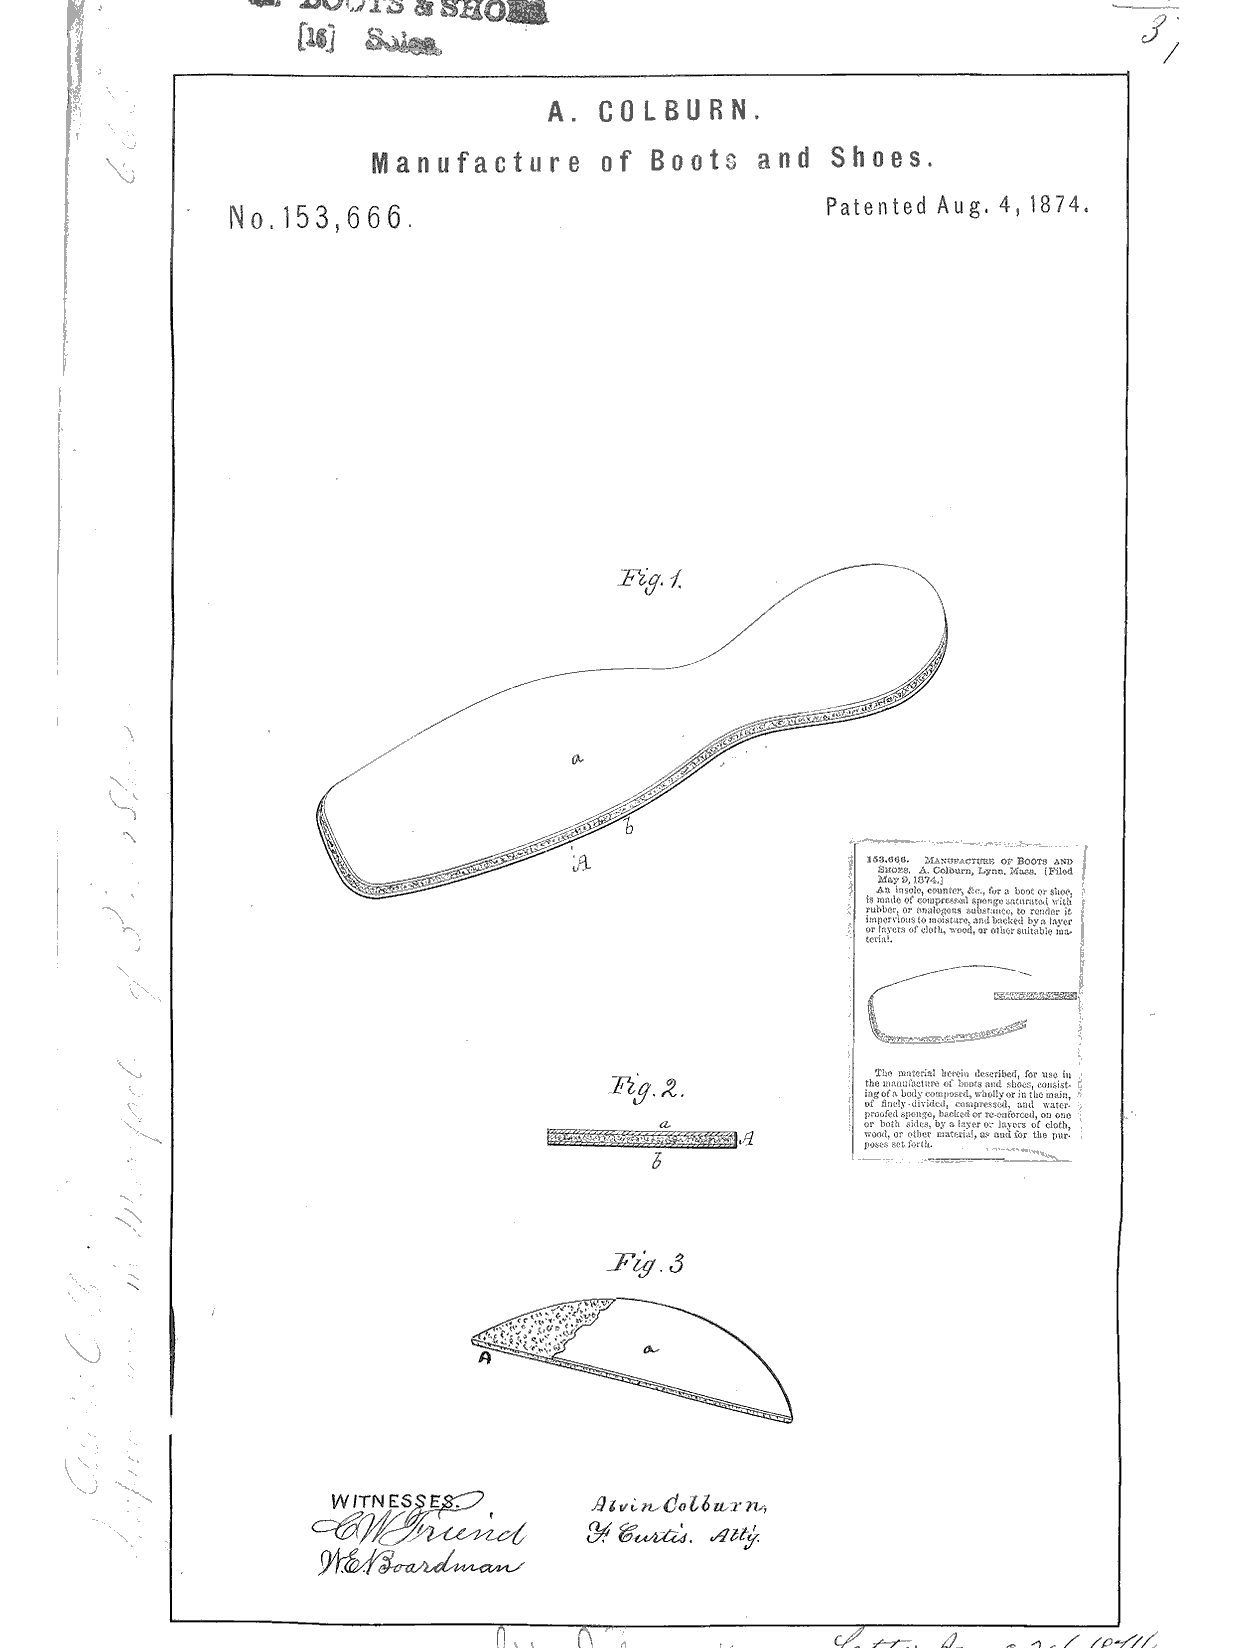 BOOTS & SHOES
[16] 
3
1
A. COLBURN.
Manufacture of Boots and Shoes.
No. 153,666.
Patented Aug. 4, 1874.
Fig. 1.
a
b
A
153,666. MANUFACTURE OF BOOTS AND
SHOES. A. Colburn, Lynn, Mass. [Filed
May 9, 1874.]
An insole, counter, &c., for a boot or shoe,
is made of compressed sponge saturated with
rubber, or analogous substance, to render it
impervious to moisture, and backed by a layer
or layers of cloth, wood, or other suitable ma-
terial.
The material herein described, for use in
the manufacture of boots and shoes, consist-
ing of a body composed, wholly or in the main,
of finely-divided, compressed, and water-
proofed sponge, backed or re-enforced, on one
or both sides, by a layer or layers of cloth,
wood, or other material, as and for the pur-
poses set forth.
Fig. 2.
a
A
b
Fig. 3
a
A
WITNESSES.
C W Friend
W. E. Boardman
Alvin Colburn,
F. Curtis. Atty.